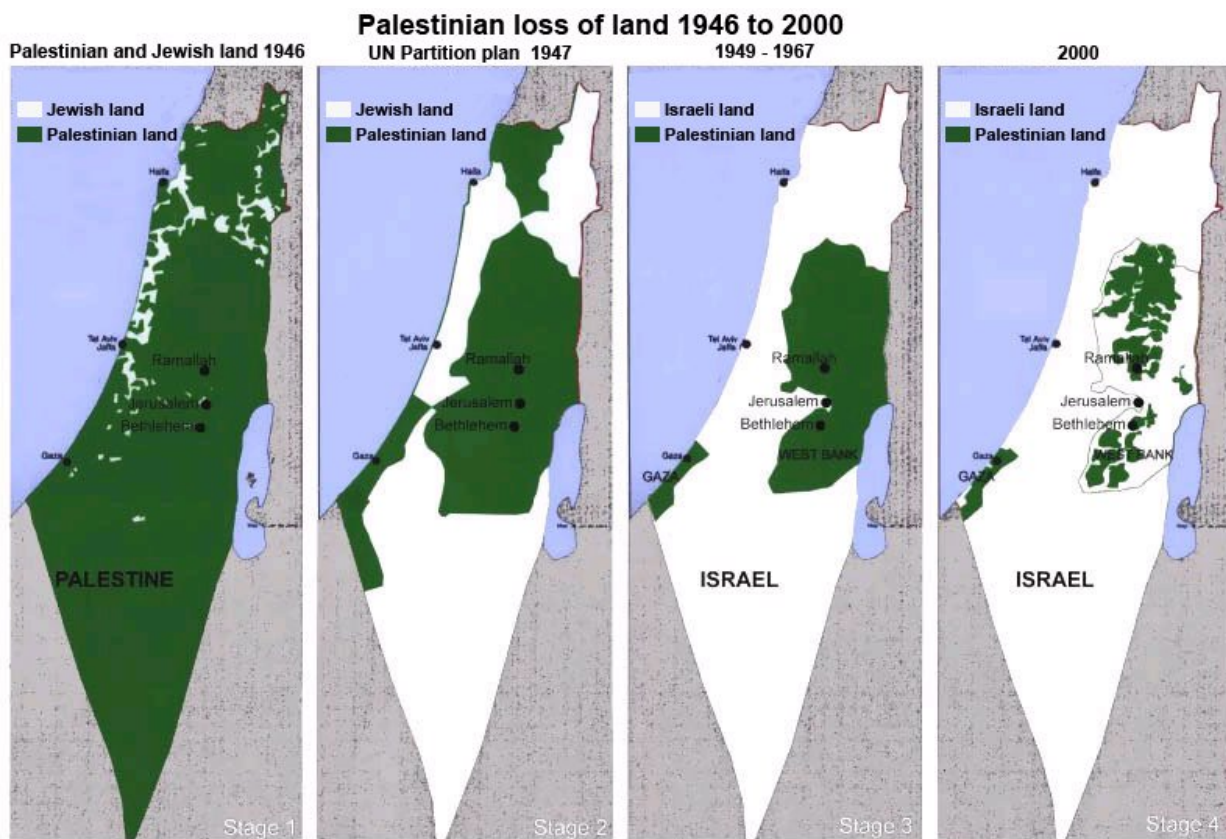 Palestinian loss of land 1946 to 2000
Palestinian and Jewish land 1946
Jewish land
Palestinian land
Haifa
Tel Aviv
Jaffa
Ramallah
Jerusalem
Bethlehem
Gaza
PALESTINE
Stage 1
UN Partition plan 1947
Jewish land
Palestinian land
Haifa
Tel Aviv
Jaffa
Ramallah
Jerusalem
Bethlehem
Gaza
Stage 2
1949 - 1967
Israeli land
Palestinian land
Haifa
Tel Aviv
Jaffa
Ramallah
Jerusalem
Bethlehem
Gaza
WEST BANK
GAZA
ISRAEL
Stage 3
2000
Israeli land
Palestinian land
Haifa
Tel Aviv
Jaffa
Ramallah
Jerusalem
Bethlehem
Gaza
WEST BANK
GAZA
ISRAEL
Stage 4